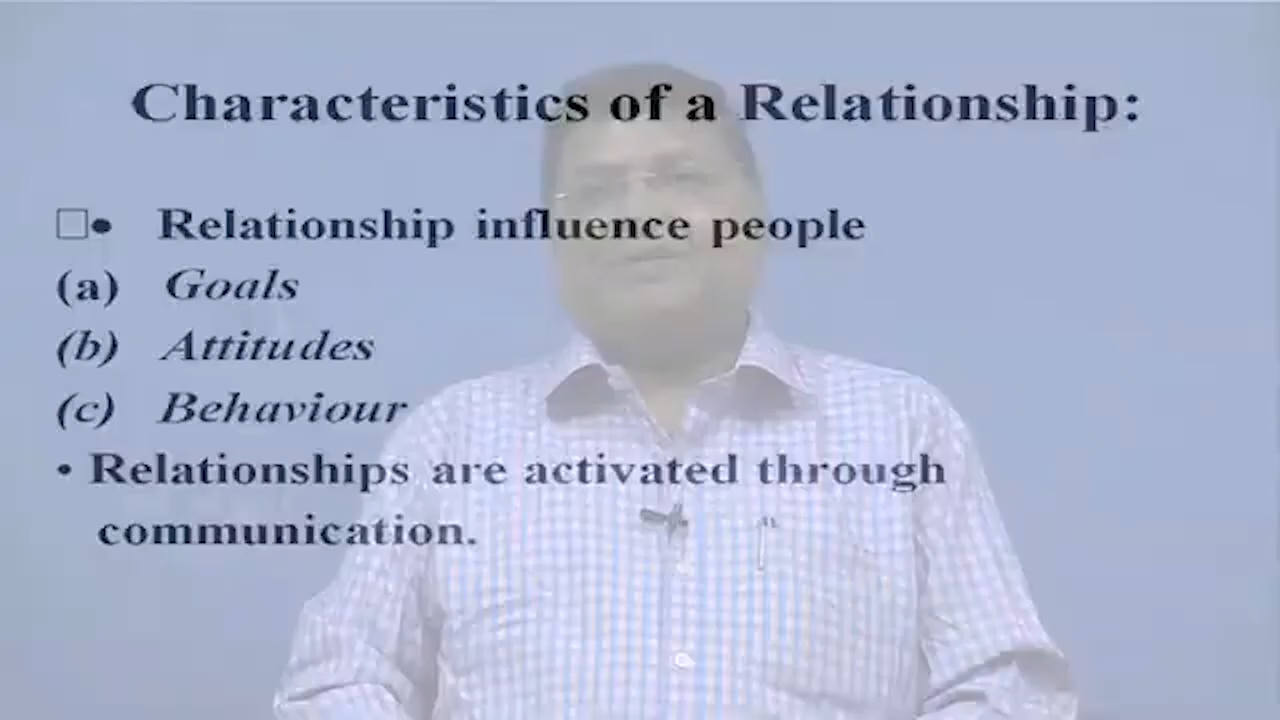 Characteristics of a Relationship:
□• Relationship influence people
(a) Goals
(b) Attitudes
(c) Behaviour
• Relationships are activated through
communication.